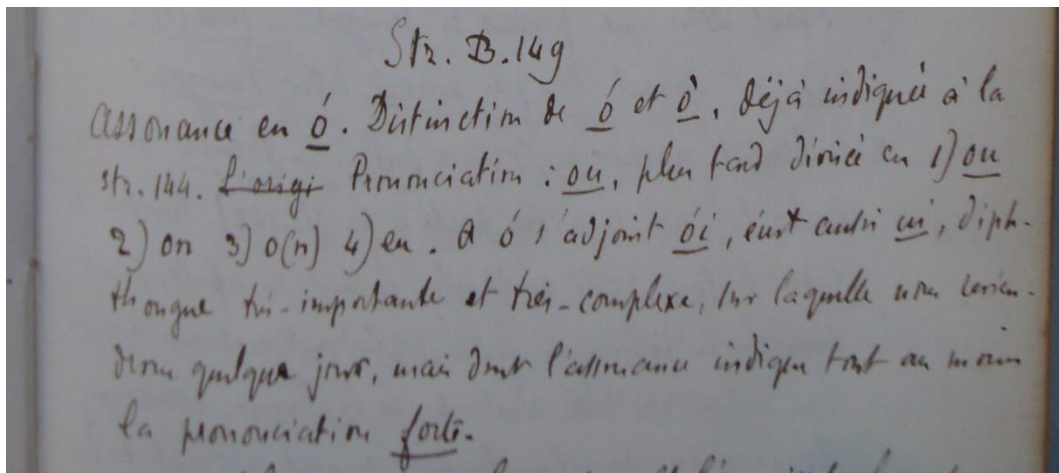 Str. B.149
assonance en ó. Distinction de ó et ò, déjà indiquée à la
str. 144. L'origi Prononciation : ou, plus tard divisée en 1) ou
2) on 3) o(n) 4) eu. A ó s'adjoint ói, écrit aussi ui, diph-
thongue très-importante et très-complexe, sur laquelle nous revien-
drons quelque jour, mais dont l'assonance indique tout au moins
la prononciation forte.